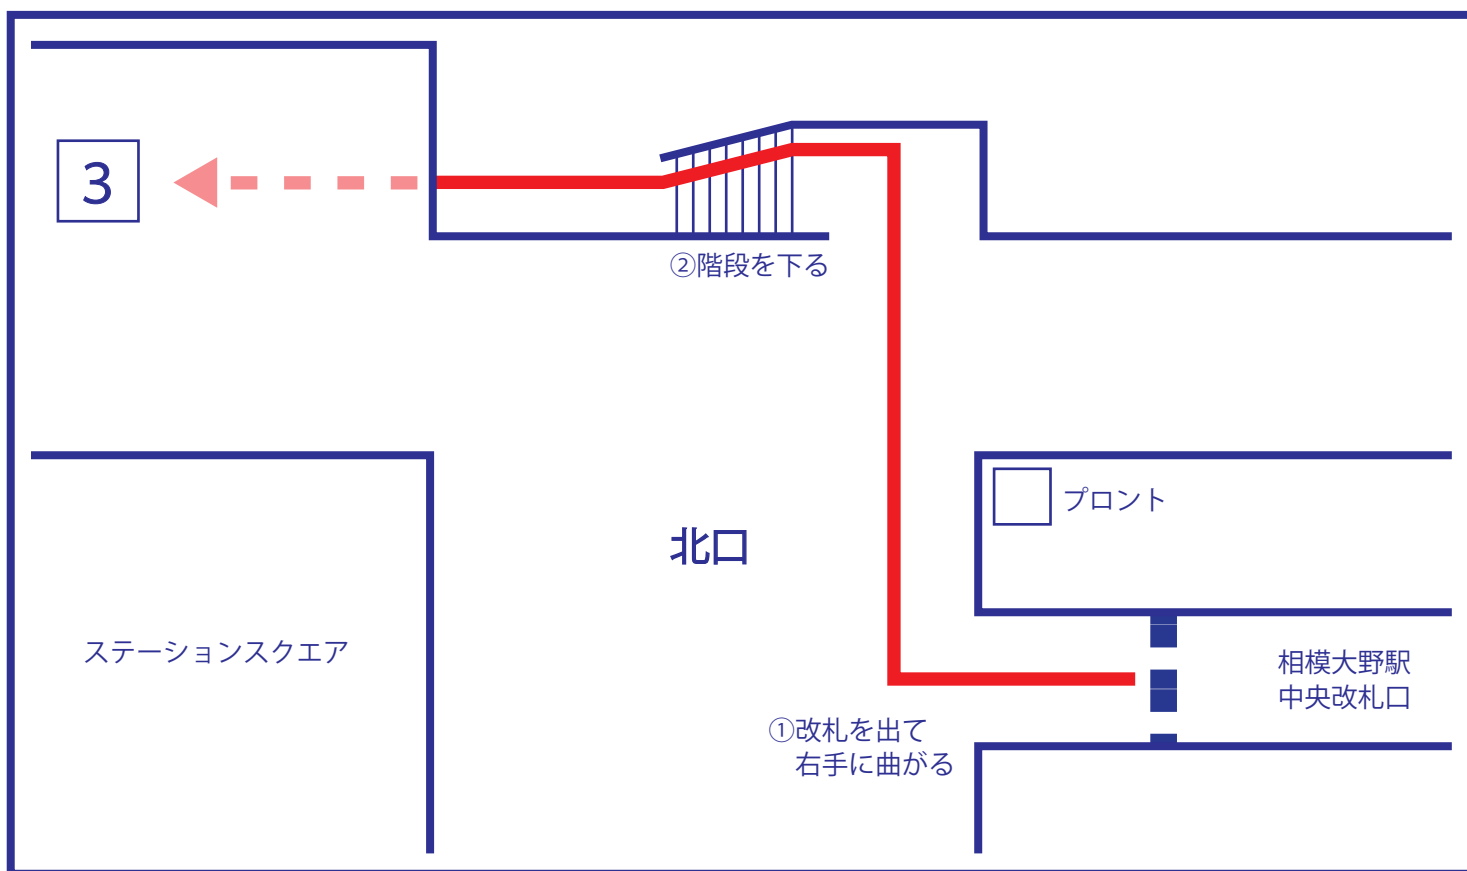 3
②階段を下る
プロント
北口
ステーションスクエア
相模大野駅
中央改札口
①改札を出て
右手に曲がる